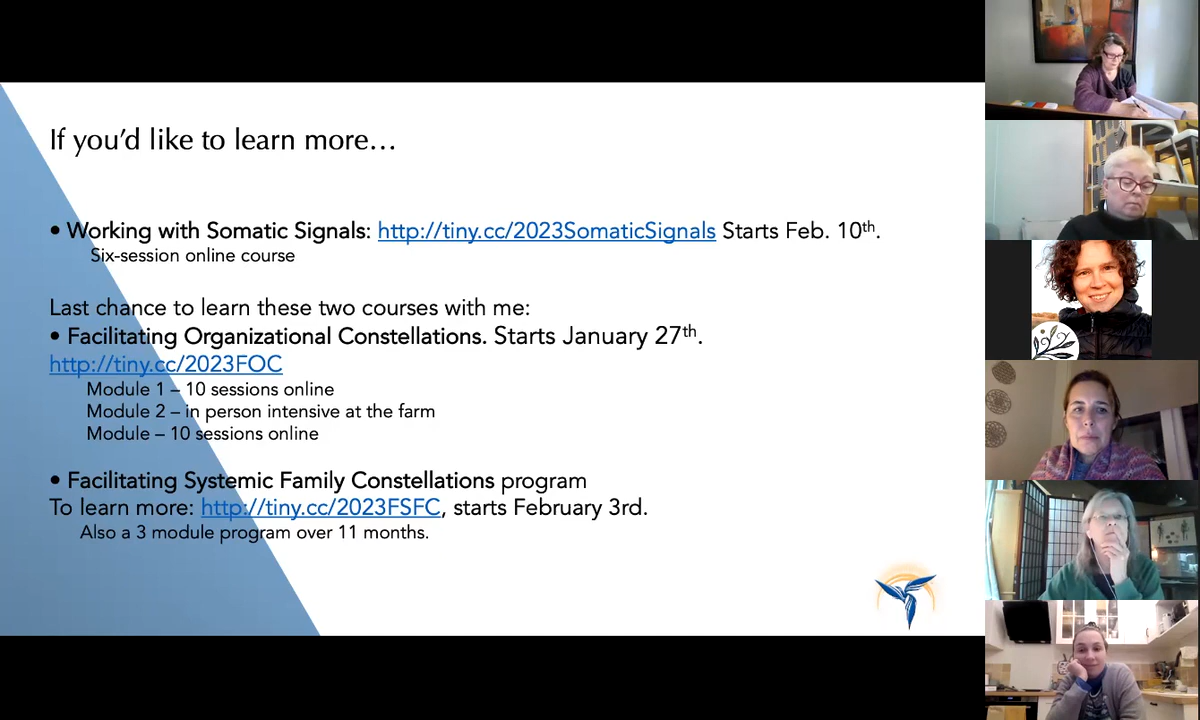 If you’d like to learn more…
• Working with Somatic Signals: http://tiny.cc/2023SomaticSignals Starts Feb. 10th.
Six-session online course
Last chance to learn these two courses with me:
• Facilitating Organizational Constellations. Starts January 27th.
http://tiny.cc/2023FOC
Module 1 – 10 sessions online
Module 2 – in person intensive at the farm
Module – 10 sessions online
• Facilitating Systemic Family Constellations program
To learn more: http://tiny.cc/2023FSFC, starts February 3rd.
Also a 3 module program over 11 months.